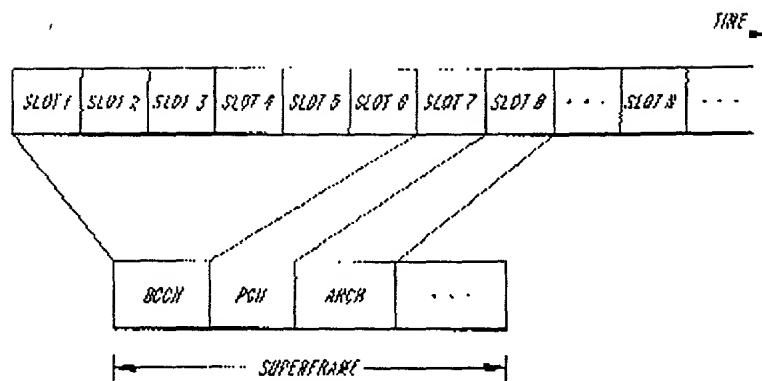 TIME
SLOT 1 SLOT 2 SLOT 3 SLOT 4 SLOT 5 SLOT 6 SLOT 7 SLOT 8 · · · SLOT N · · ·
BCCH PCH ARCH · · ·
SUPERFRAME